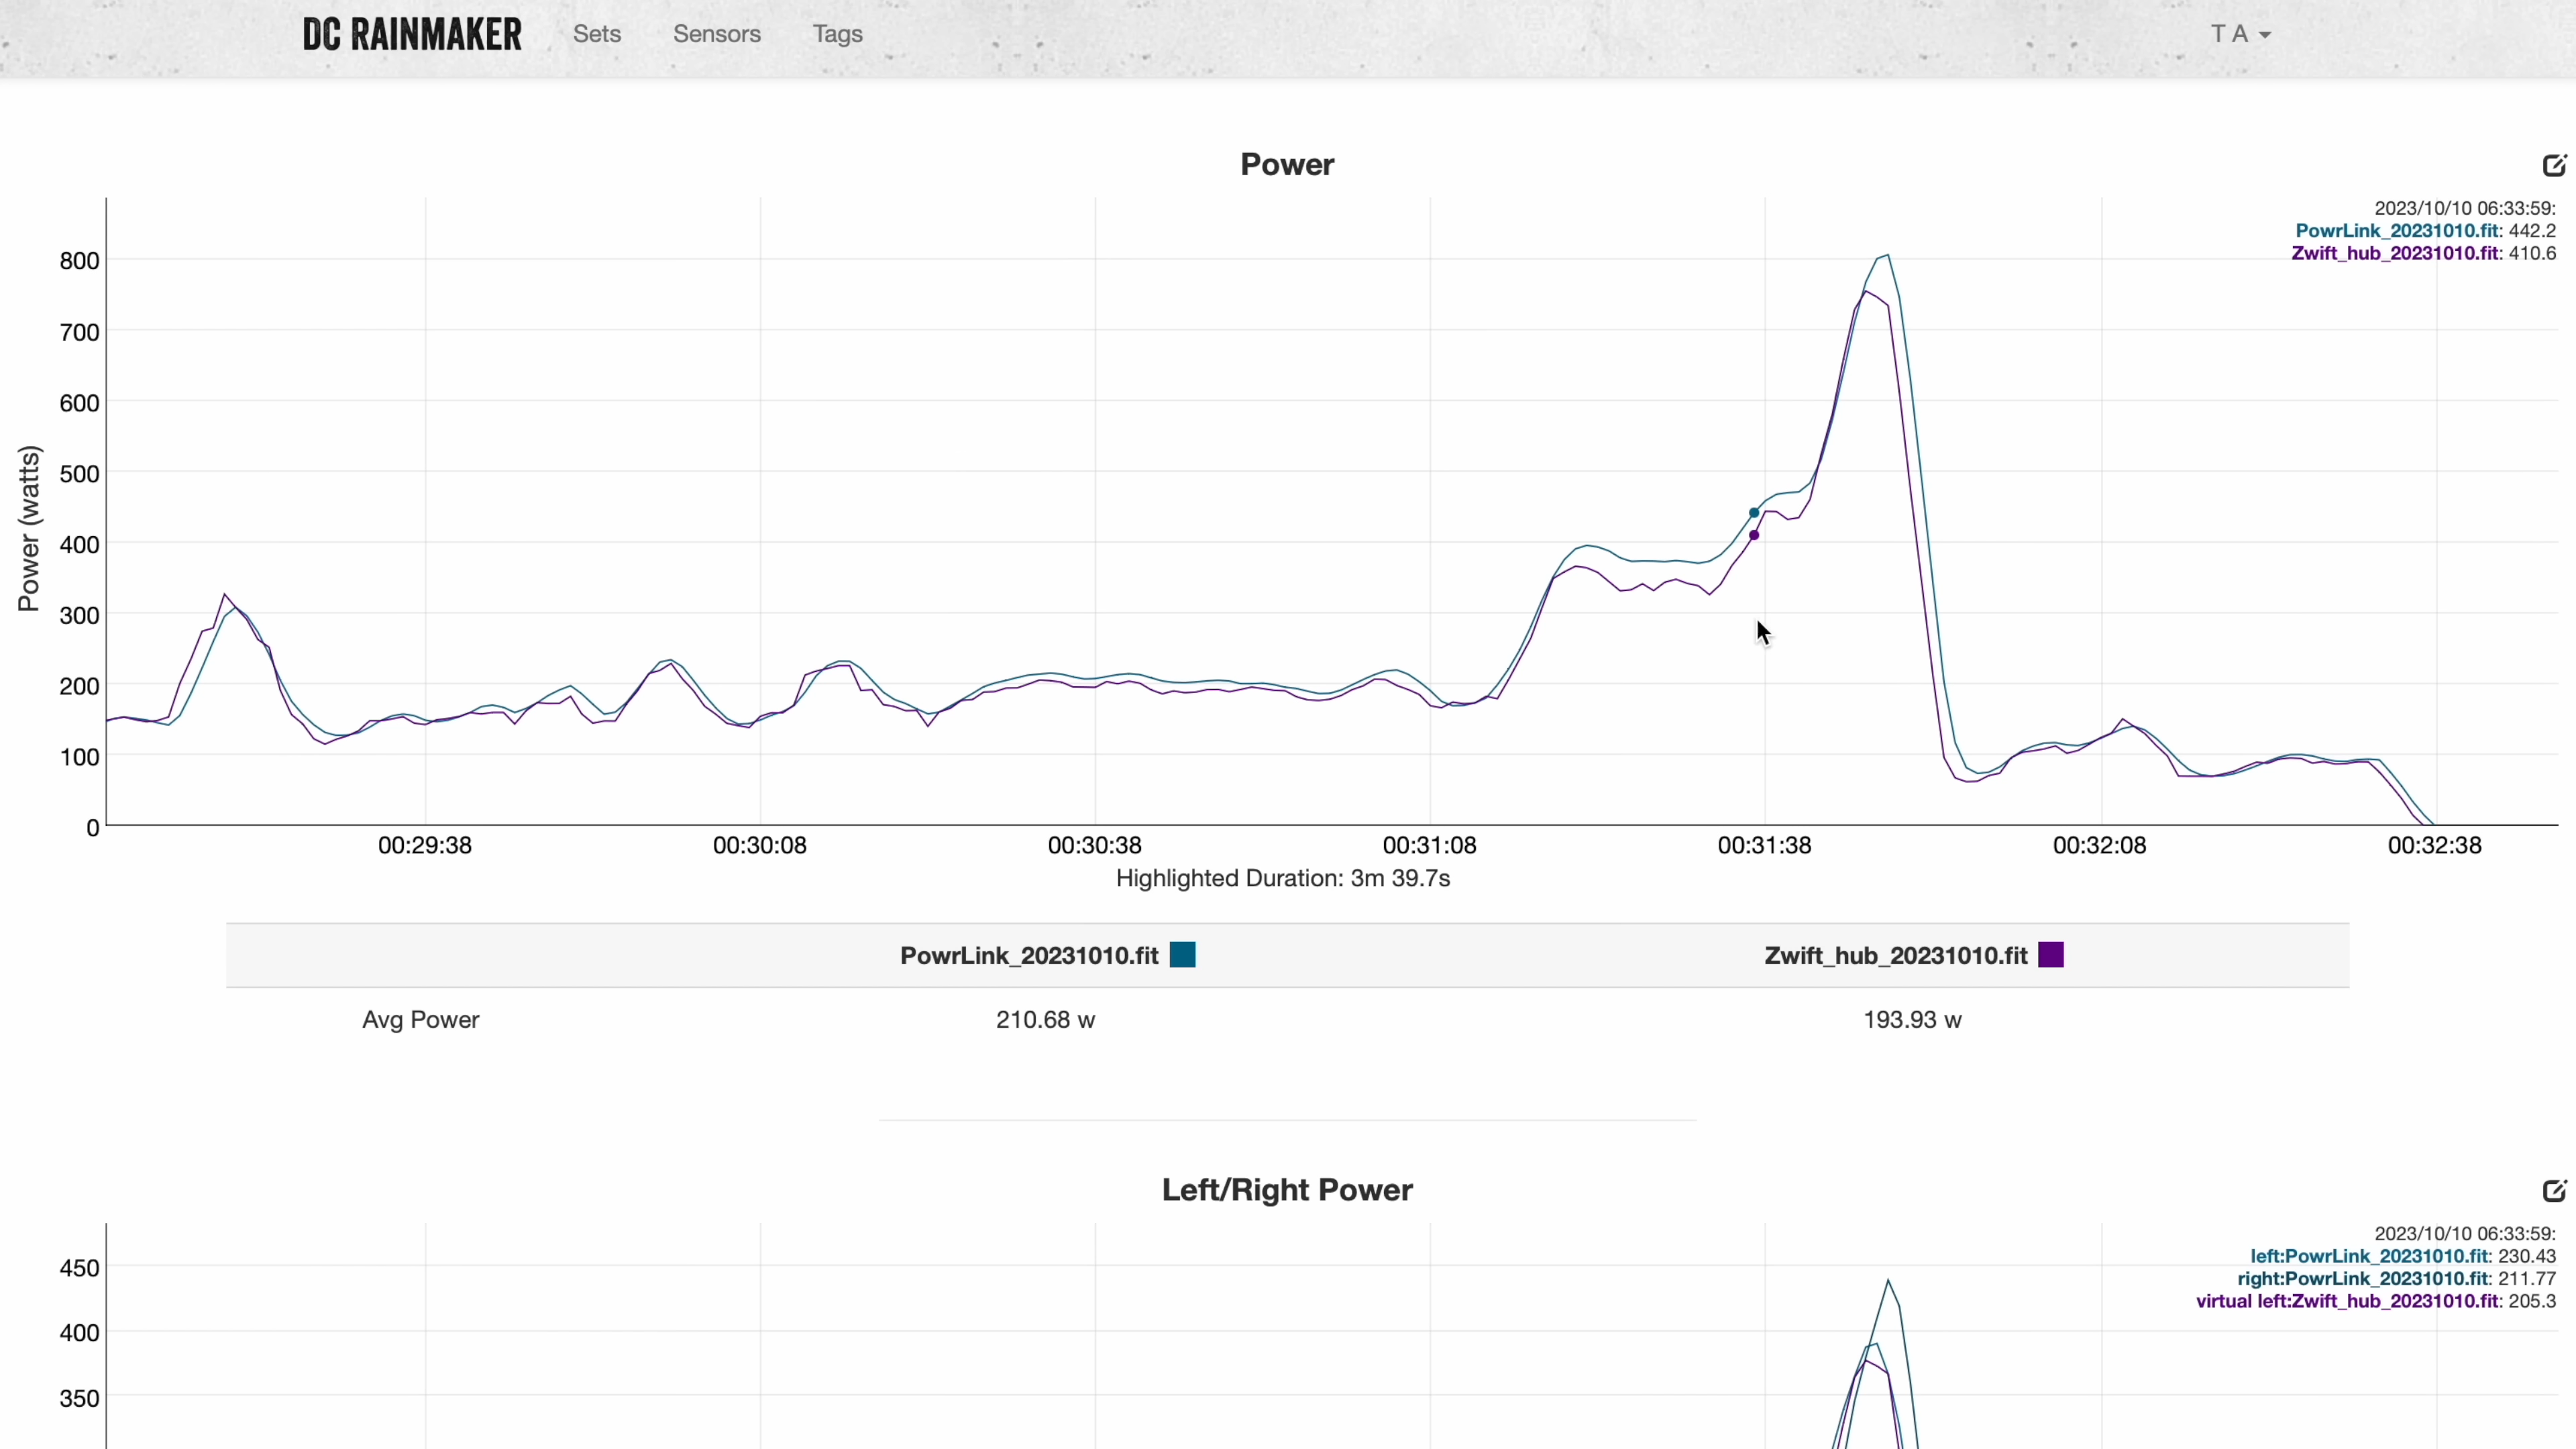 DC RAINMAKER Sets Sensors Tags T A
Power
2023/10/10 06:33:59:
PowrLink_20231010.fit: 442.2
Zwift_hub_20231010.fit: 410.6
Power (watts)
800
700
600
500
400
300
200
100
0
00:29:38 00:30:08 00:30:38 00:31:08 00:31:38 00:32:08 00:32:38
Highlighted Duration: 3m 39.7s
PowrLink_20231010.fit Zwift_hub_20231010.fit
Avg Power 210.68 w 193.93 w
Left/Right Power
2023/10/10 06:33:59:
left:PowrLink_20231010.fit: 230.43
right:PowrLink_20231010.fit: 211.77
virtual left:Zwift_hub_20231010.fit: 205.3
450
400
350